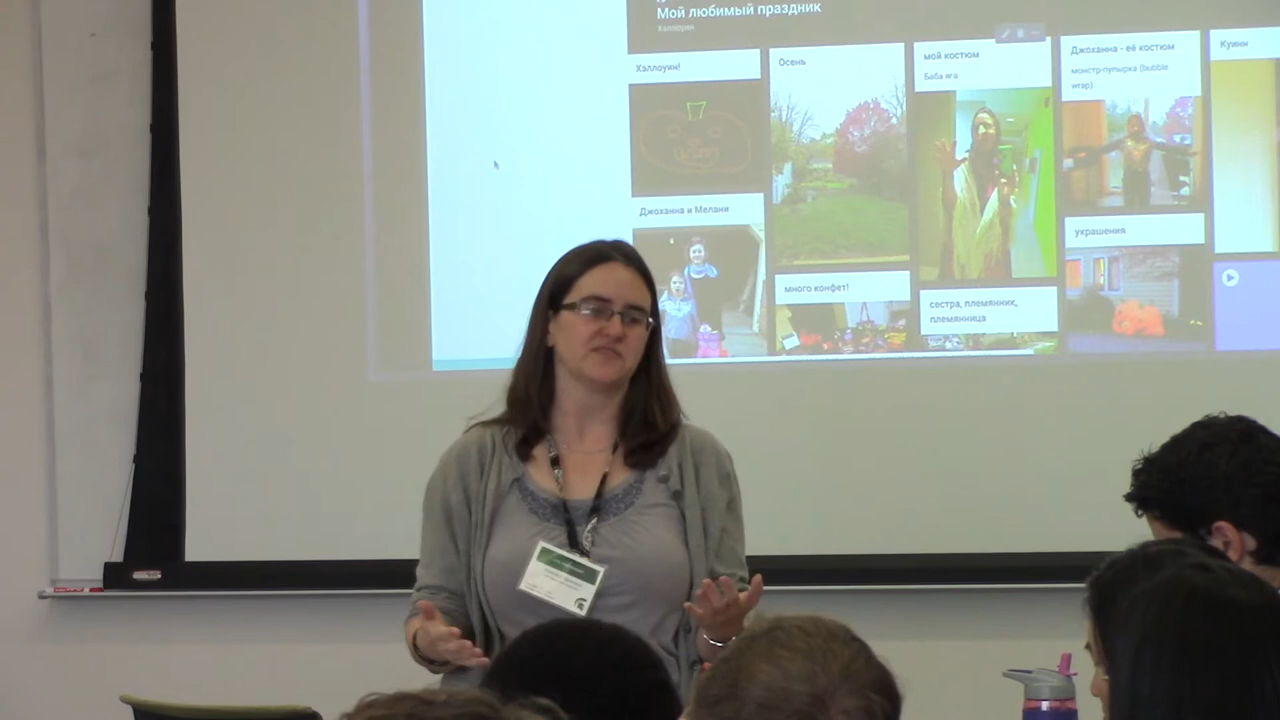 Мой любимый праздник
Хэллоуин
Хэллоуин!
Осень
мой костюм
Баба яга
Джоханна - её костюм
монстр-пупырка (bubble
wrap)
Куинн
Джоханна и Мелани
много конфет!
сестра, племянник,
племянница
украшения